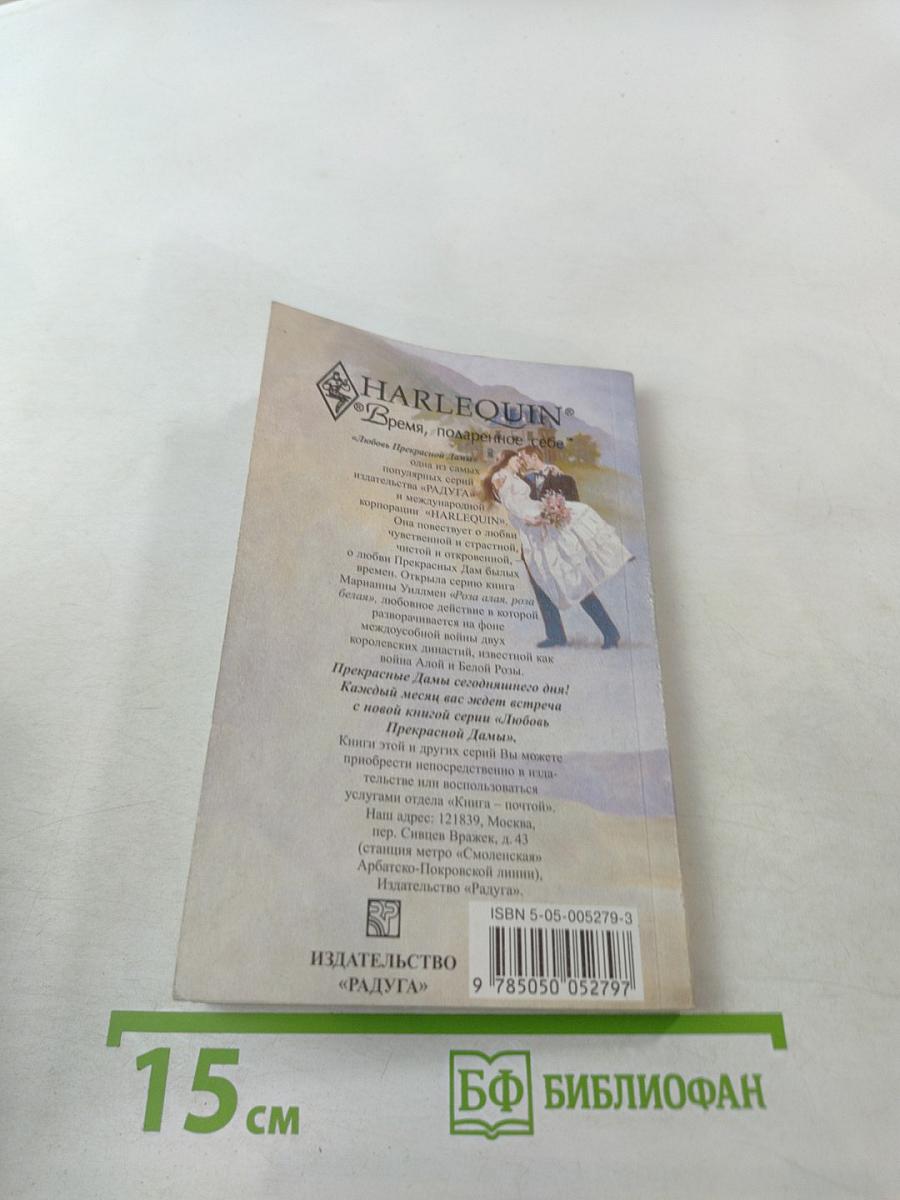 HARLEQUIN®
®Время, подаренное себе™
«Любовь Прекрасной Дамы» –
одна из самых
популярных серий
издательства «РАДУГА»
и международной
корпорации «HARLEQUIN».
Она повествует о любви
чувственной и страстной,
чистой и откровенной, –
о любви Прекрасных Дам былых
времен. Открыла серию книга
Марианны Уиллмен «Роза алая, роза
белая», любовное действие в которой
разворачивается на фоне
междоусобной войны двух
королевских династий, известной как
война Алой и Белой Розы.
Прекрасные Дамы сегодняшнего дня!
Каждый месяц вас ждет встреча
с новой книгой серии «Любовь
Прекрасной Дамы».
Книги этой и других серий Вы можете
приобрести непосредственно в изда-
тельстве или воспользоваться
услугами отдела «Книга – почтой».
Наш адрес: 121839, Москва,
пер. Сивцев Вражек, д. 43
(станция метро «Смоленская»
Арбатско-Покровской линии),
Издательство «Радуга».
ИЗДАТЕЛЬСТВО
«РАДУГА»
ISBN 5-05-005279-3
9 785050 052797
15 см
БФ БИБЛИОФАН